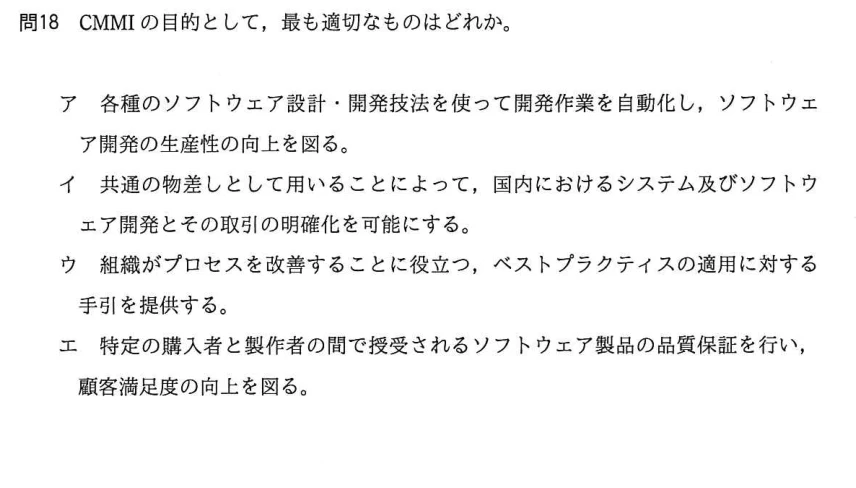 問18 CMMI の目的として，最も適切なものはどれか。
ア 各種のソフトウェア設計・開発技法を使って開発作業を自動化し，ソフトウェ
ア開発の生産性の向上を図る。
イ 共通の物差しとして用いることによって，国内におけるシステム及びソフトウ
ェア開発とその取引の明確化を可能にする。
ウ 組織がプロセスを改善することに役立つ，ベストプラクティスの適用に対する
手引を提供する。
エ 特定の購入者と製作者の間で授受されるソフトウェア製品の品質保証を行い，
顧客満足度の向上を図る。